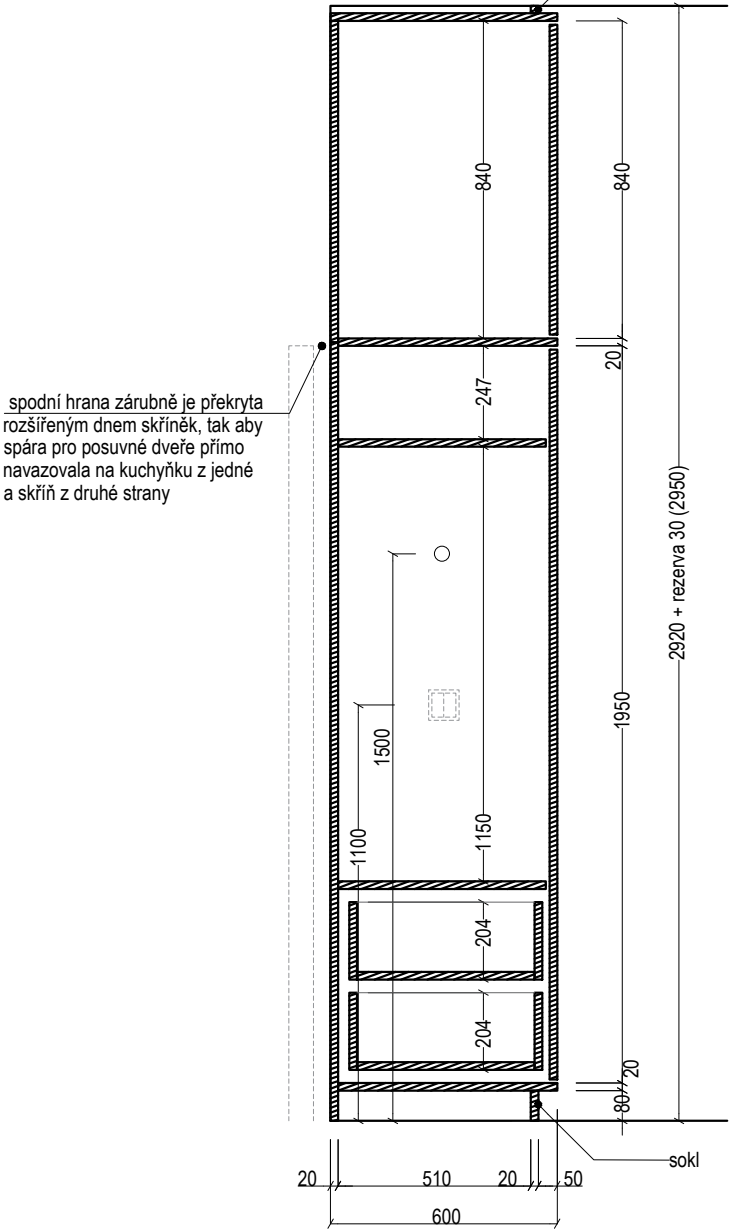 840
840
20
247
spodní hrana zárubně je překryta
rozšířeným dnem skříněk, tak aby
spára pro posuvné dveře přímo
navazovala na kuchyňku z jedné
a skříň z druhé strany
2920 + rezerva 30 (2950)
1950
1500
1150
1100
204
204
20
80
sokl
20
510
20
50
600